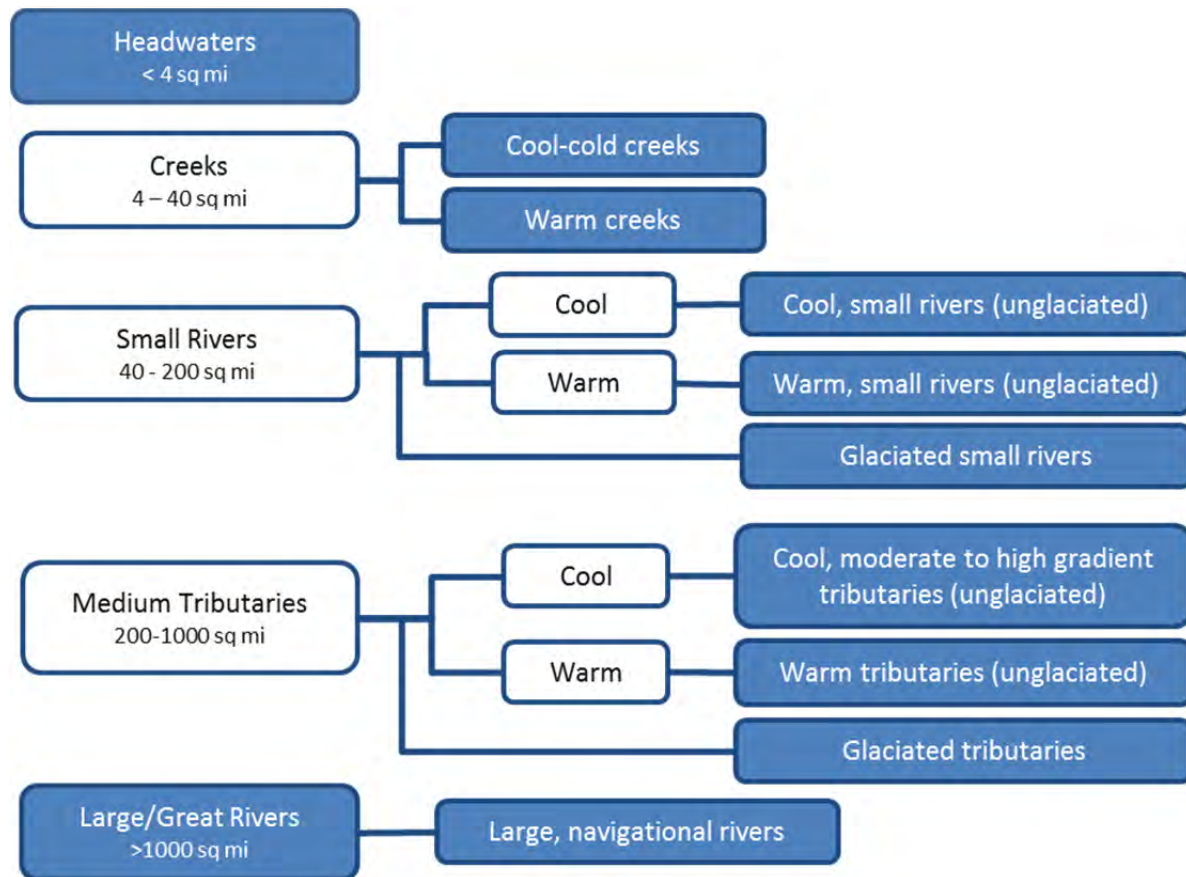 Headwaters
< 4 sq mi
Creeks
4 – 40 sq mi
Cool-cold creeks
Warm creeks
Small Rivers
40 - 200 sq mi
Cool
Cool, small rivers (unglaciated)
Warm
Warm, small rivers (unglaciated)
Glaciated small rivers
Medium Tributaries
200-1000 sq mi
Cool
Cool, moderate to high gradient
tributaries (unglaciated)
Warm
Warm tributaries (unglaciated)
Glaciated tributaries
Large/Great Rivers
>1000 sq mi
Large, navigational rivers